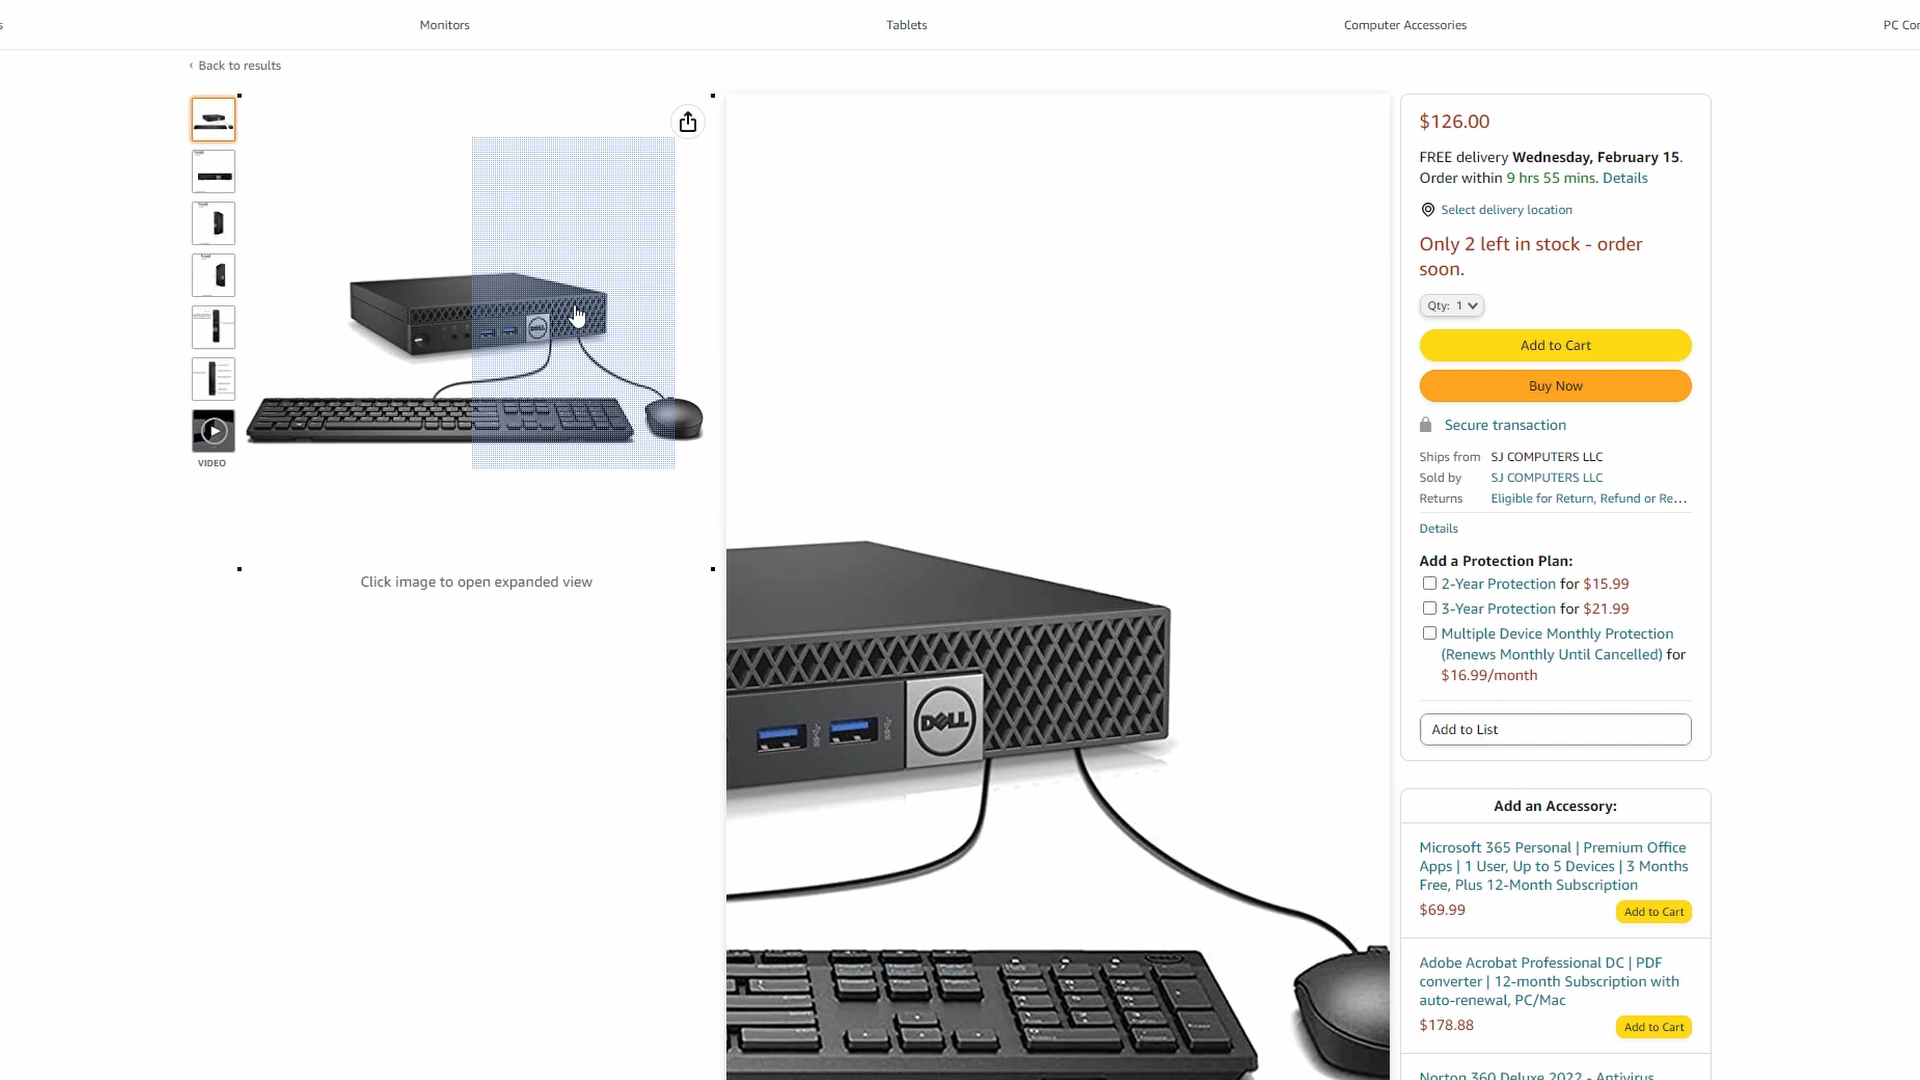 Monitors
Tablets
Computer Accessories
‹ Back to results
VIDEO
DELL
Click image to open expanded view
DELL
$126.00
FREE delivery Wednesday, February 15.
Order within 9 hrs 55 mins. Details
Select delivery location
Only 2 left in stock - order
soon.
Qty: 1
Add to Cart
Buy Now
Secure transaction
Ships from SJ COMPUTERS LLC
Sold by SJ COMPUTERS LLC
Returns Eligible for Return, Refund or Re...
Details
Add a Protection Plan:
2-Year Protection for $15.99
3-Year Protection for $21.99
Multiple Device Monthly Protection
(Renews Monthly Until Cancelled) for
$16.99/month
Add to List
Add an Accessory:
Microsoft 365 Personal | Premium Office
Apps | 1 User, Up to 5 Devices | 3 Months
Free, Plus 12-Month Subscription
$69.99 Add to Cart
Adobe Acrobat Professional DC | PDF
converter | 12-month Subscription with
auto-renewal, PC/Mac
$178.88 Add to Cart
Norton 360 Deluxe 2022 - Antivirus